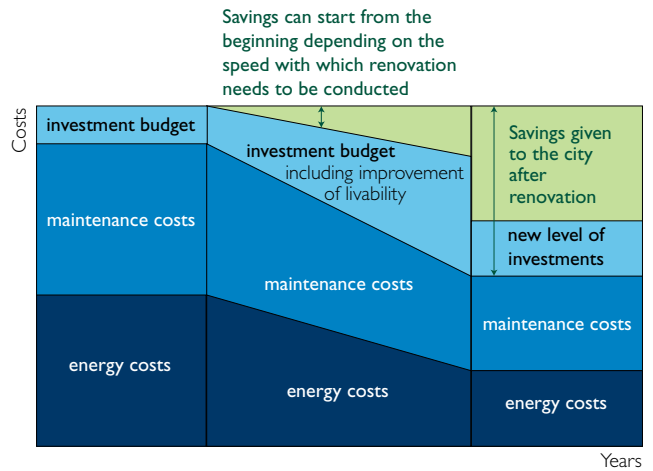 Savings can start from the
beginning depending on the
speed with which renovation
needs to be conducted
Costs
investment budget
maintenance costs
energy costs
investment budget
including improvement
of livability
maintenance costs
energy costs
Savings given
to the city
after
renovation
new level of
investments
maintenance costs
energy costs
Years